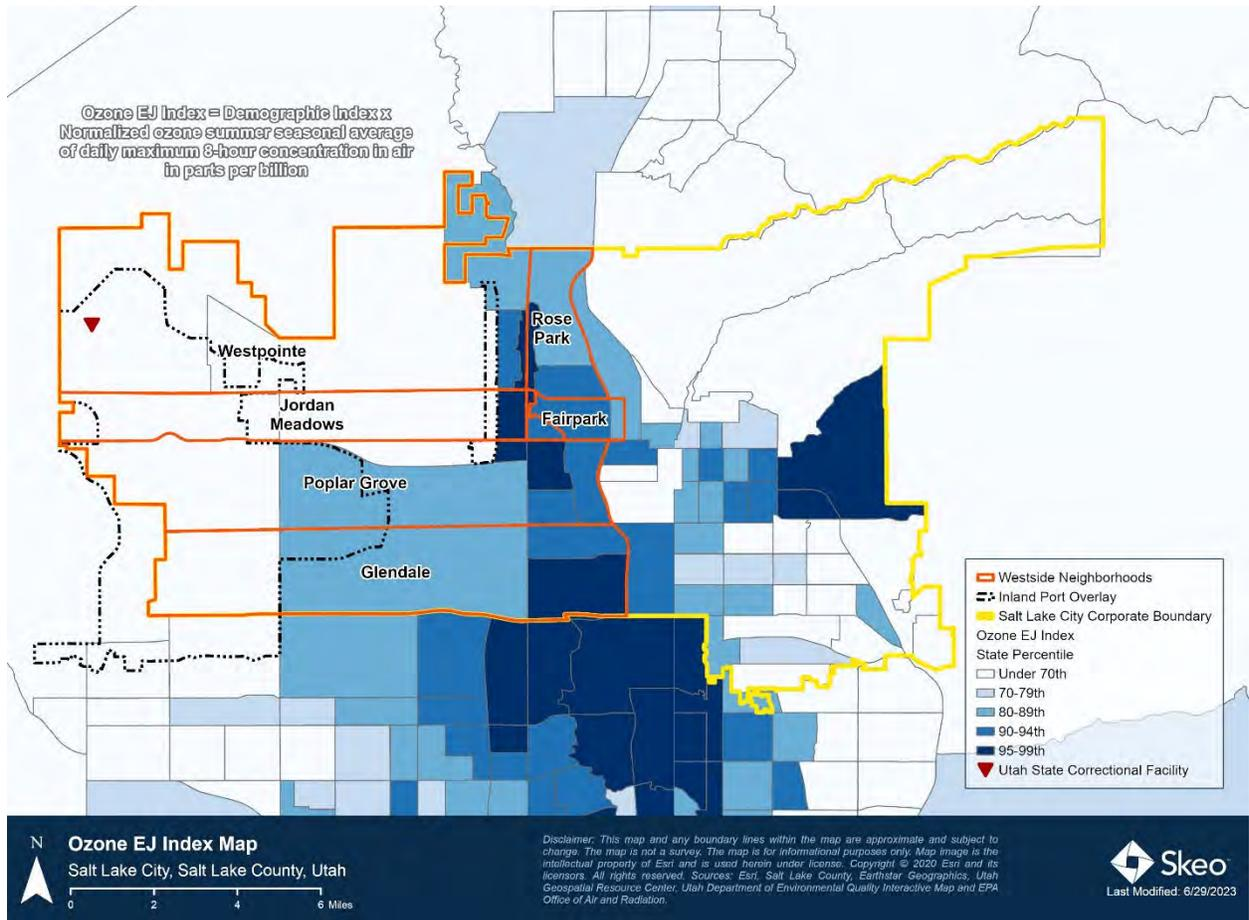 Ozone EJ Index = Demographic Index x
Normalized ozone summer seasonal average
of daily maximum 8-hour concentration in air
in parts per billion
Rose
Park
Westpointe
Jordan
Meadows
Fairpark
Poplar Grove
Glendale
Westside Neighborhoods
Inland Port Overlay
Salt Lake City Corporate Boundary
Ozone EJ Index
State Percentile
Under 70th
70-79th
80-89th
90-94th
95-99th
Utah State Correctional Facility
N
Ozone EJ Index Map
Salt Lake City, Salt Lake County, Utah
0 2 4 6 Miles
Disclaimer: This map and any boundary lines within the map are approximate and subject to
change. The map is not a survey. The map is for informational purposes only. Map image is the
intellectual property of Esri and is used herein under license. Copyright © 2020 Esri and its
licensors. All rights reserved. Sources: Esri, Salt Lake County, Earthstar Geographics, Utah
Geospatial Resource Center, Utah Department of Environmental Quality Interactive Map and EPA
Office of Air and Radiation.
Skeo
Last Modified: 6/29/2023